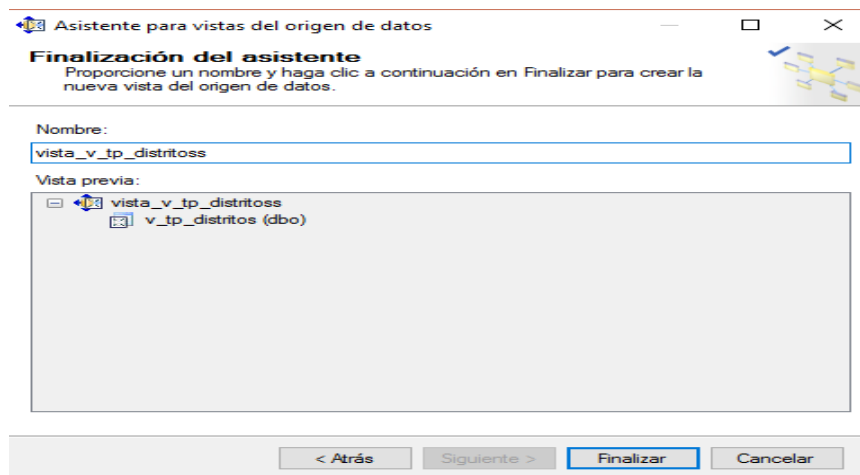 Asistente para vistas del origen de datos
Finalización del asistente
Proporcione un nombre y haga clic a continuación en Finalizar para crear la
nueva vista del origen de datos.
Nombre:
vista_v_tp_distritoss
Vista previa:
vista_v_tp_distritoss
v_tp_distritos (dbo)
< Atrás
Siguiente >
Finalizar
Cancelar